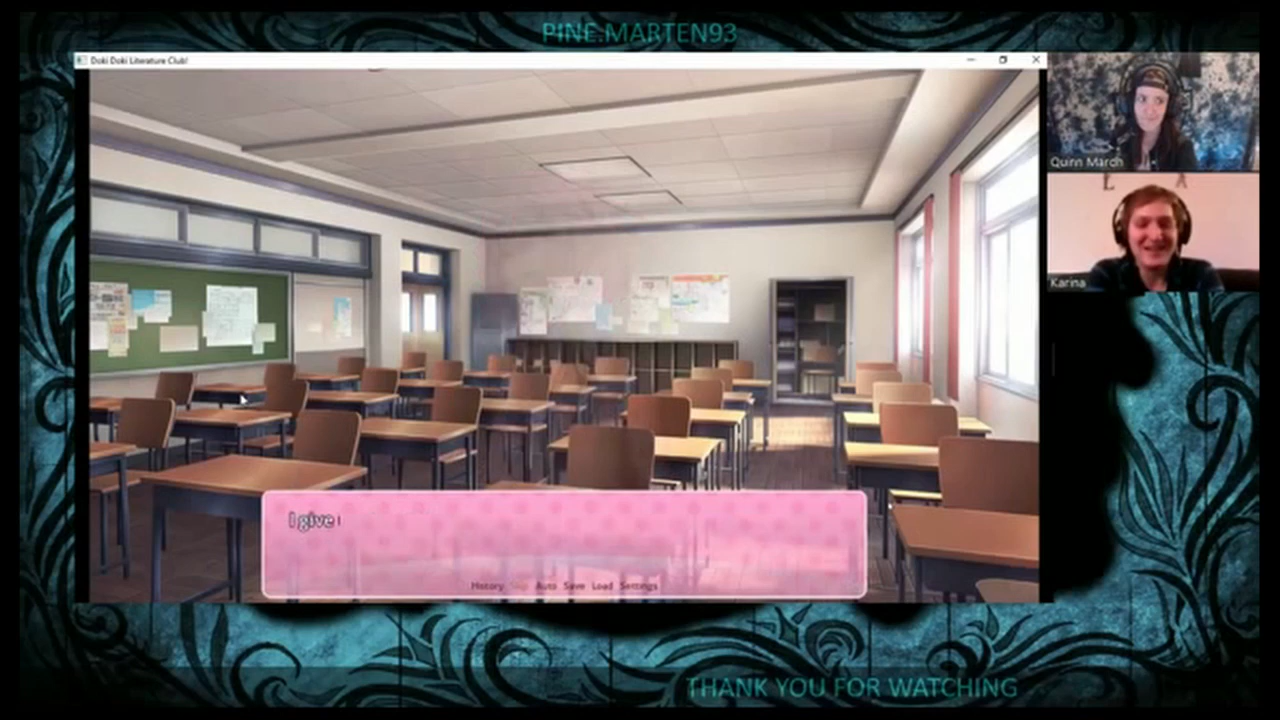 PINE.MARTEN93
Doki Doki Literature Club!
Quinn March
L A
Karina
I give
History Skip Auto Save Load Settings
THANK YOU FOR WATCHING